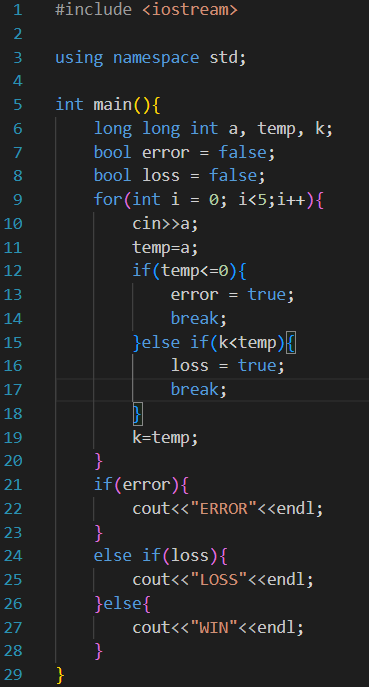 1 #include <iostream>
2
3 using namespace std;
4
5 int main(){
6     long long int a, temp, k;
7     bool error = false;
8     bool loss = false;
9     for(int i = 0; i<5;i++){
10         cin>>a;
11         temp=a;
12         if(temp<=0){
13             error = true;
14             break;
15         }else if(k<temp){
16             loss = true;
17             break;
18         }
19         k=temp;
20     }
21     if(error){
22         cout<<"ERROR"<<endl;
23     }
24     else if(loss){
25         cout<<"LOSS"<<endl;
26     }else{
27         cout<<"WIN"<<endl;
28     }
29 }